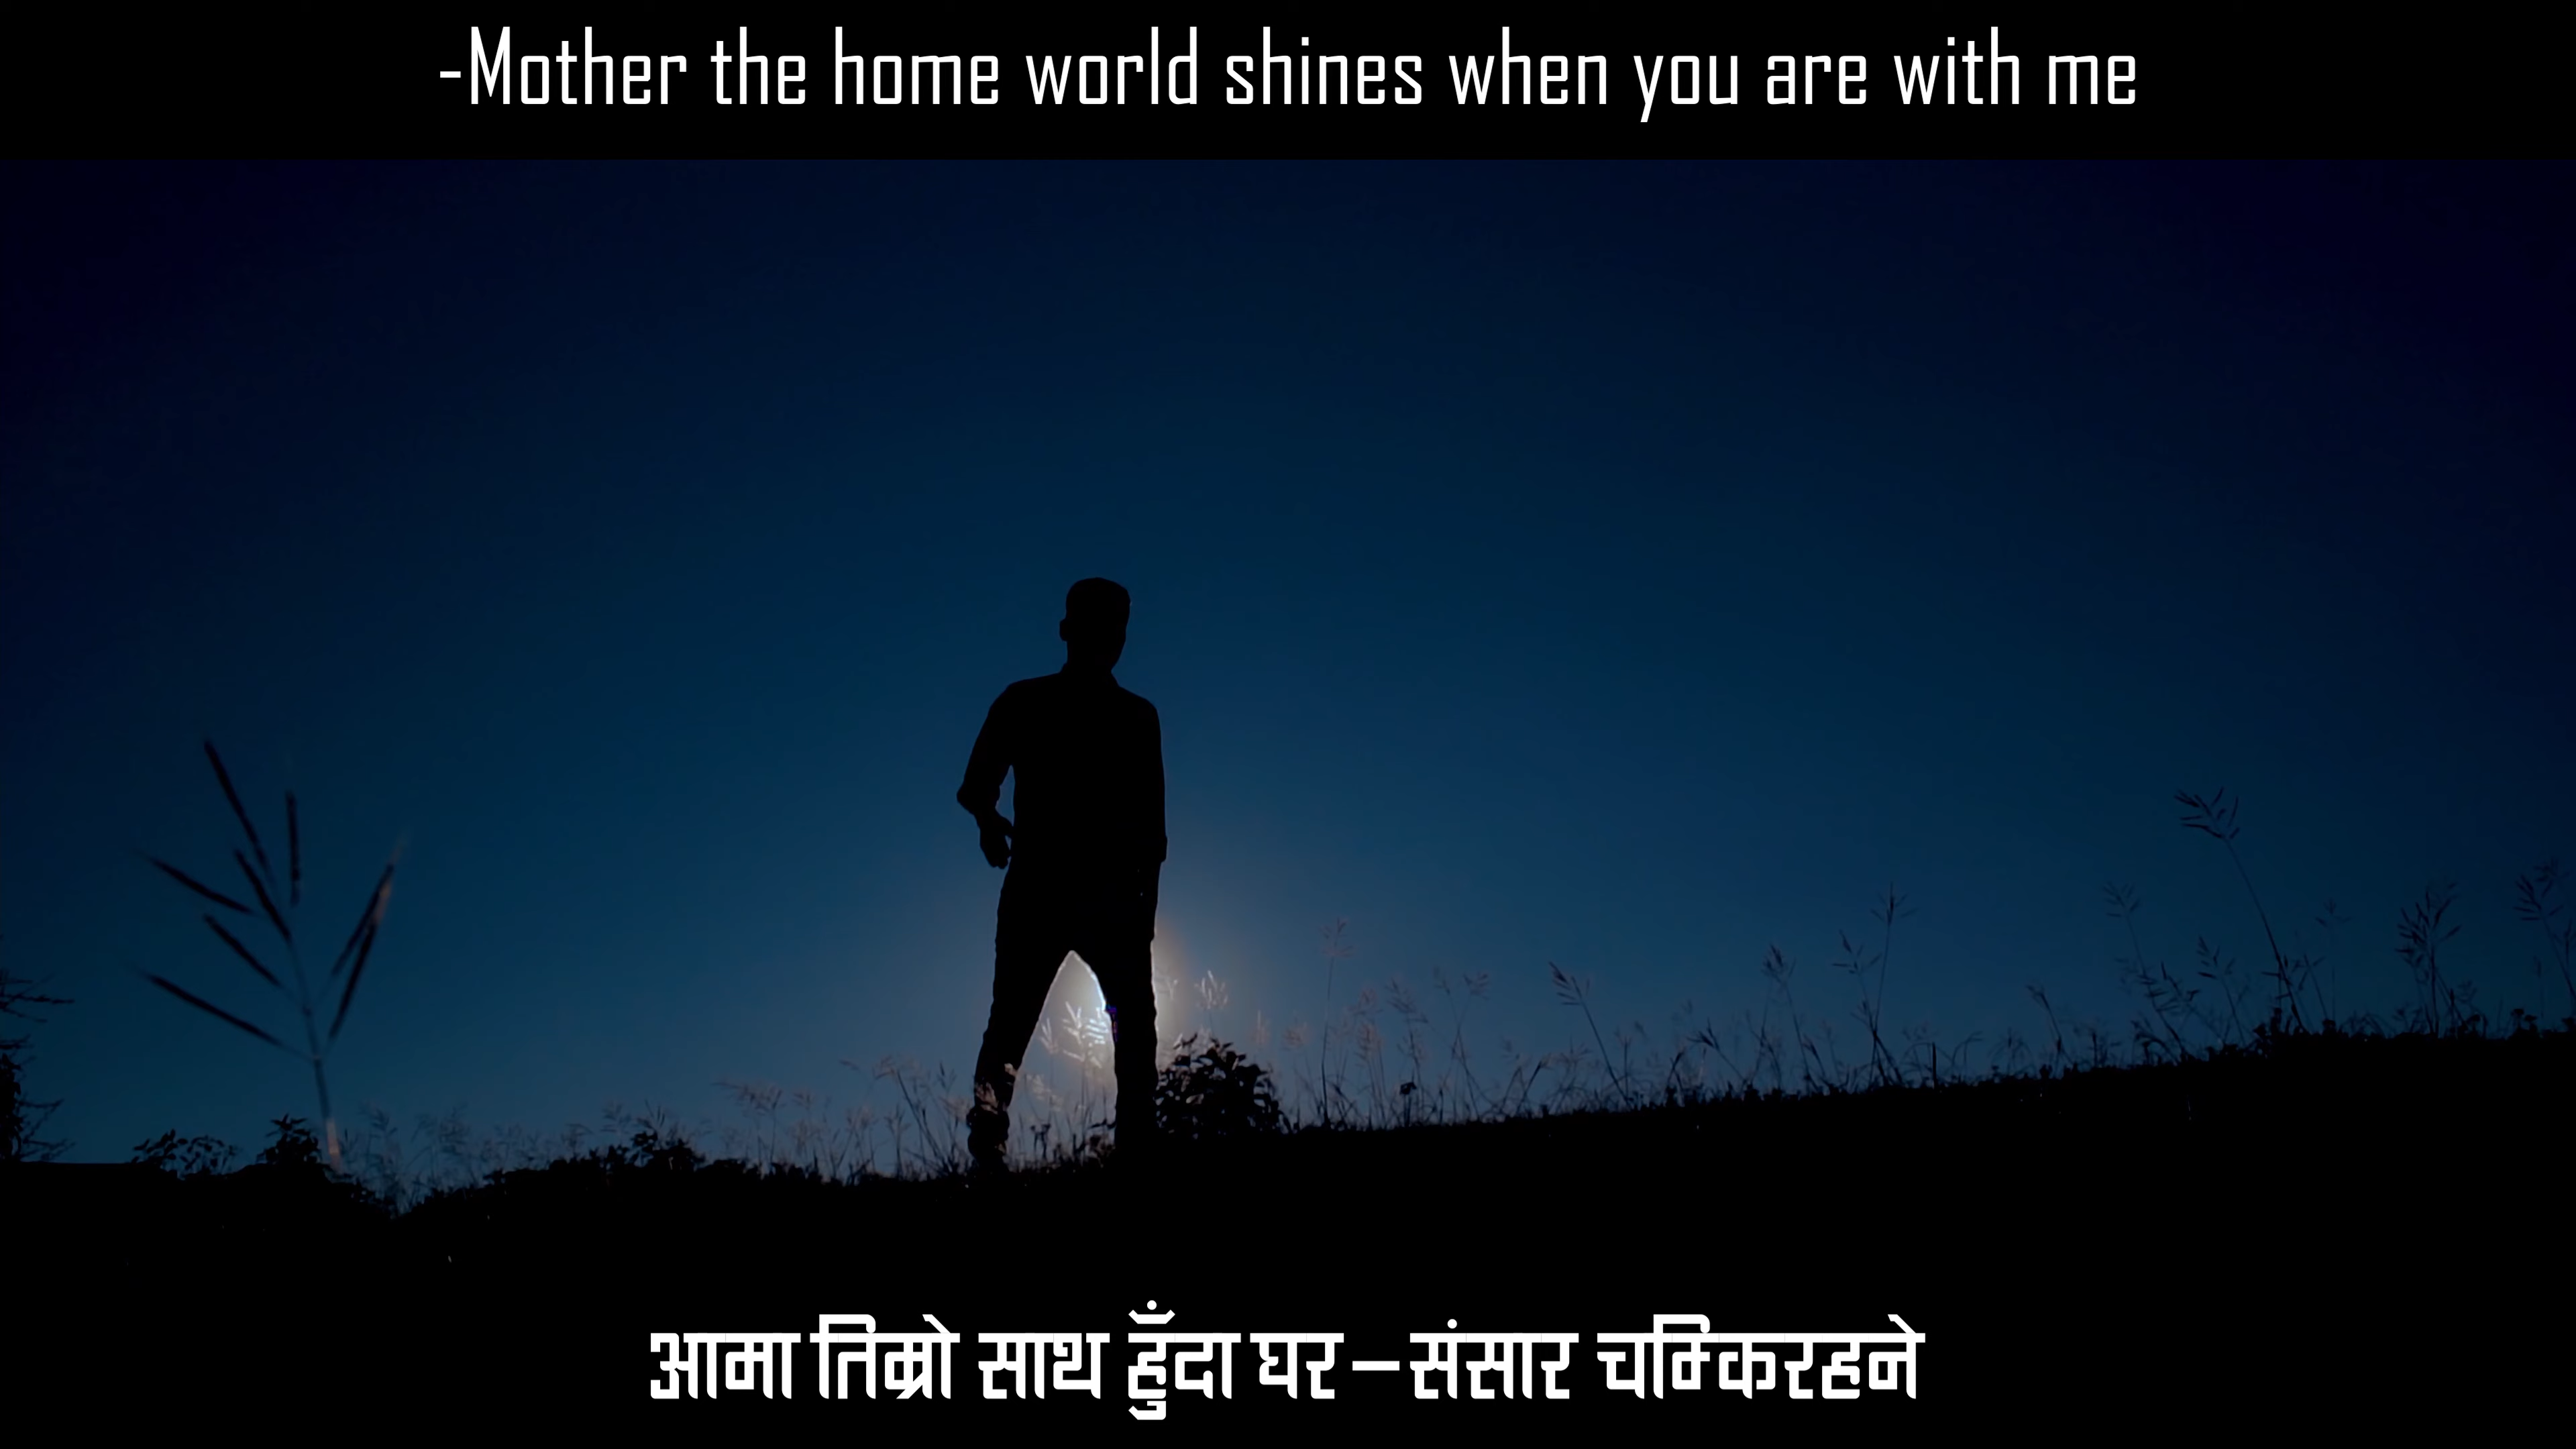 -Mother the home world shines when you are with me
आमा तिम्रो साथ हुँदा घर–संसार चम्किरहने